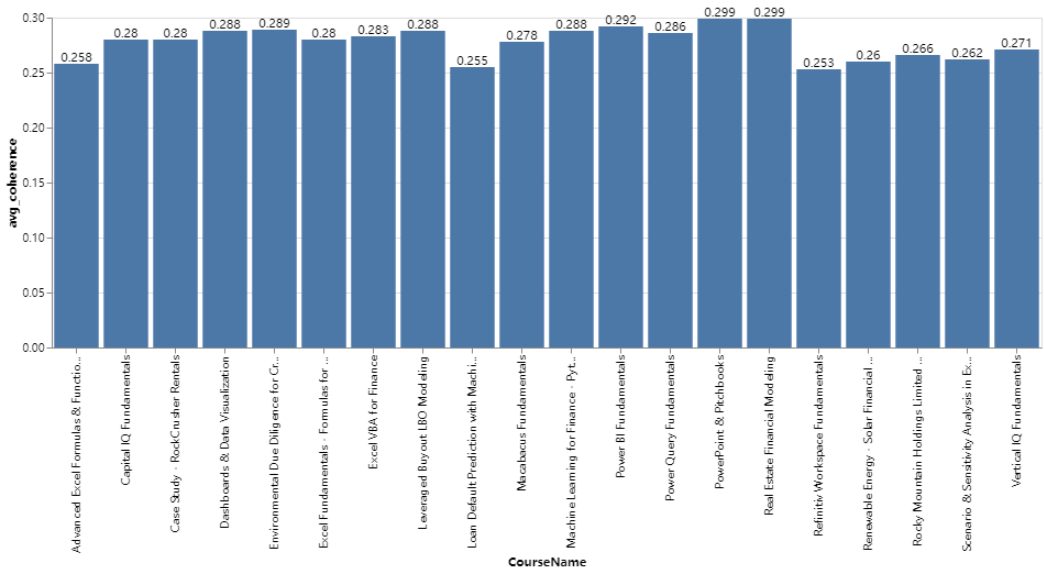 0.30
0.25
0.20
0.15
0.10
0.05
0.00
avg_coherence
0.258
0.28
0.28
0.288
0.289
0.28
0.283
0.288
0.255
0.278
0.288
0.292
0.286
0.299
0.299
0.253
0.26
0.266
0.262
0.271
Advanced Excel Formulas & Functio...
Capital IQ Fundamentals
Case Study - RockCrusher Rentals
Dashboards & Data Visualization
Environmental Due Diligence for Cr...
Excel Fundamentals - Formulas for ...
Excel VBA for Finance
Leveraged Buyout LBO Modeling
Loan Default Prediction with Machi...
Macabacus Fundamentals
Machine Learning for Finance - Pyt...
Power BI Fundamentals
Power Query Fundamentals
PowerPoint & Pitchbooks
Real Estate Financial Modeling
Refinitiv Workspace Fundamentals
Renewable Energy - Solar Financial ...
Rocky Mountain Holdings Limited ...
Scenario & Sensitivity Analysis in Ex...
Vertical IQ Fundamentals
CourseName